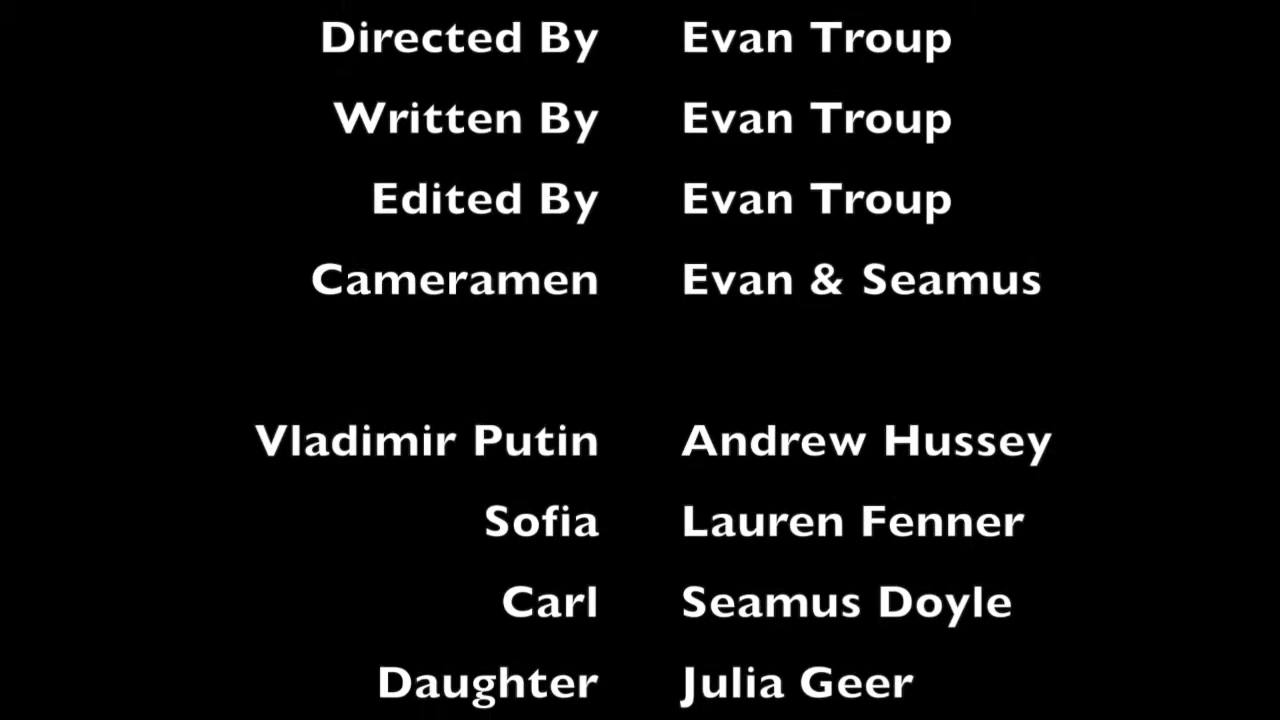 Directed By Evan Troup
Written By Evan Troup
Edited By Evan Troup
Cameramen Evan & Seamus
Vladimir Putin Andrew Hussey
Sofia Lauren Fenner
Carl Seamus Doyle
Daughter Julia Geer